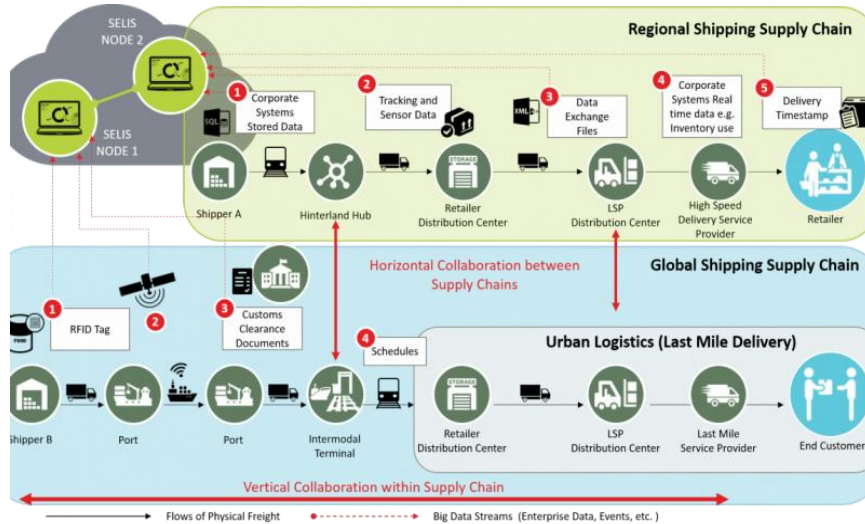 SELIS
NODE 2
SELIS
NODE 1
Regional Shipping Supply Chain
1
Corporate
Systems
Stored Data
2
Tracking and
Sensor Data
3
Data
Exchange
Files
4
Corporate
Systems Real
time data e.g.
Inventory use
5
Delivery
Timestamp
SQL
XML
STORAGE
Shipper A
Hinterland Hub
Retailer
Distribution Center
LSP
Distribution Center
High Speed
Delivery Service
Provider
Retailer
Horizontal Collaboration between
Supply Chains
Global Shipping Supply Chain
1
RFID Tag
FOOD
2
3
Customs
Clearance
Documents
4
Schedules
Urban Logistics (Last Mile Delivery)
STORAGE
Shipper B
Port
Port
Intermodal
Terminal
Retailer
Distribution Center
LSP
Distribution Center
Last Mile
Service Provider
End Customer
Vertical Collaboration within Supply Chain
Flows of Physical Freight
Big Data Streams (Enterprise Data, Events, etc. )